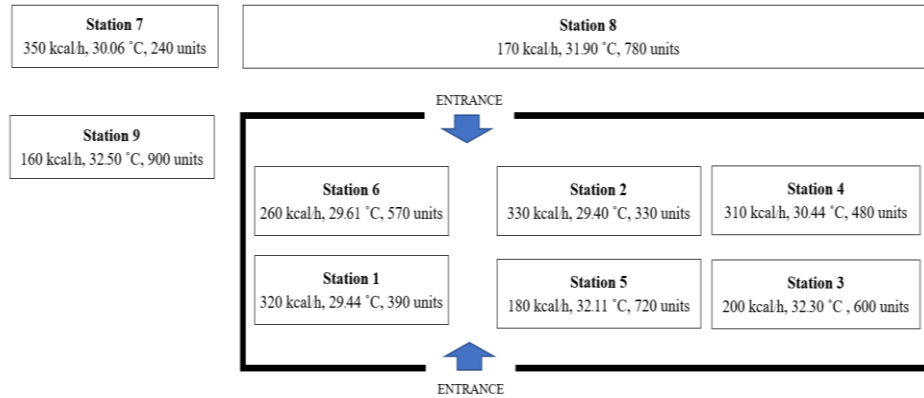 Station 7
350 kcal/h, 30.06 ˚C, 240 units
Station 8
170 kcal/h, 31.90 ˚C, 780 units
ENTRANCE
Station 9
160 kcal/h, 32.50 ˚C, 900 units
Station 6
260 kcal/h, 29.61 ˚C, 570 units
Station 2
330 kcal/h, 29.40 ˚C, 330 units
Station 4
310 kcal/h, 30.44 ˚C, 480 units
Station 1
320 kcal/h, 29.44 ˚C, 390 units
Station 5
180 kcal/h, 32.11 ˚C, 720 units
Station 3
200 kcal/h, 32.30 ˚C , 600 units
ENTRANCE